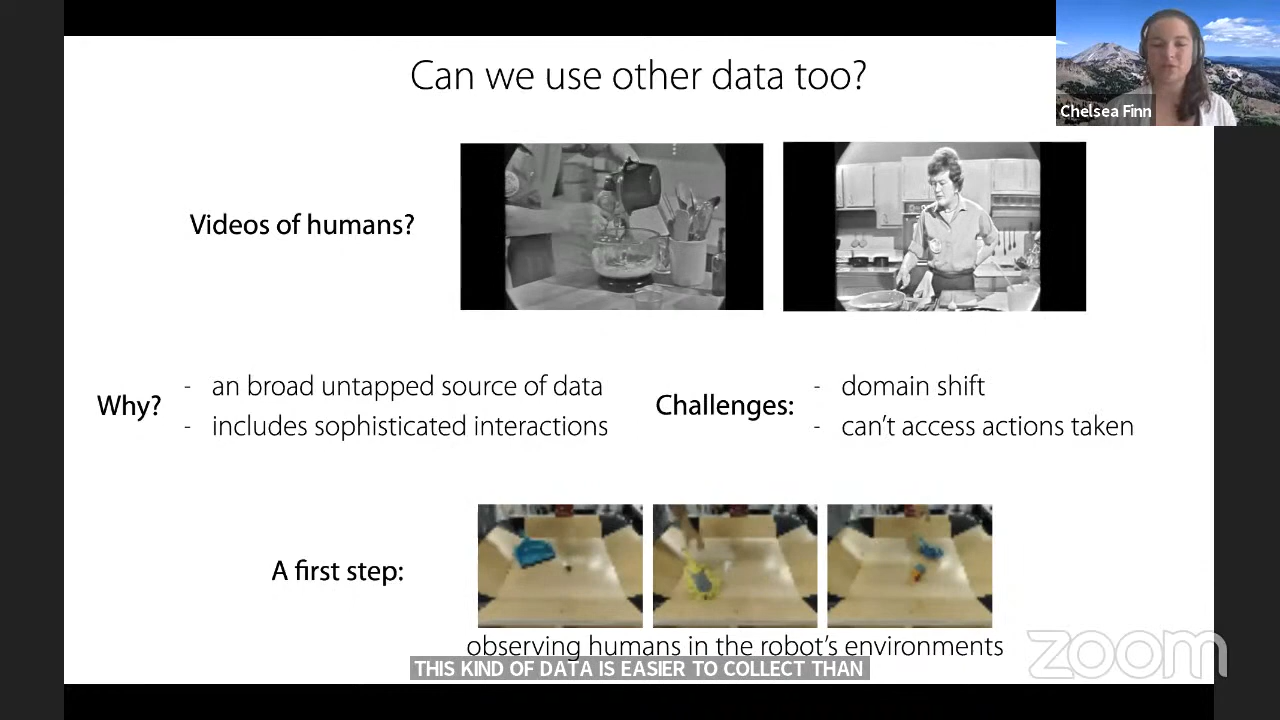 Can we use other data too?
Chelsea Finn
Videos of humans?
Why?
- an broad untapped source of data
- includes sophisticated interactions
Challenges:
- domain shift
- can't access actions taken
A first step:
observing humans in the robot's environments
THIS KIND OF DATA IS EASIER TO COLLECT THAN
zoom